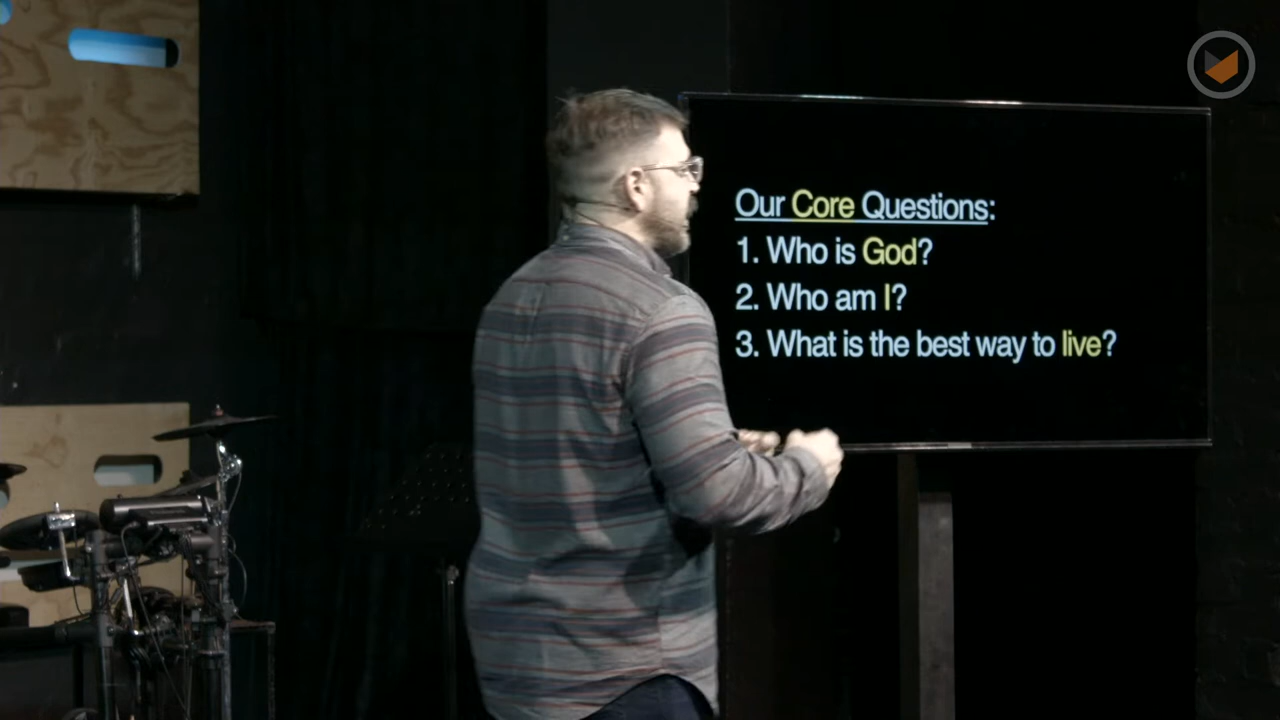 Our Core Questions:
1. Who is God?
2. Who am I?
3. What is the best way to live?